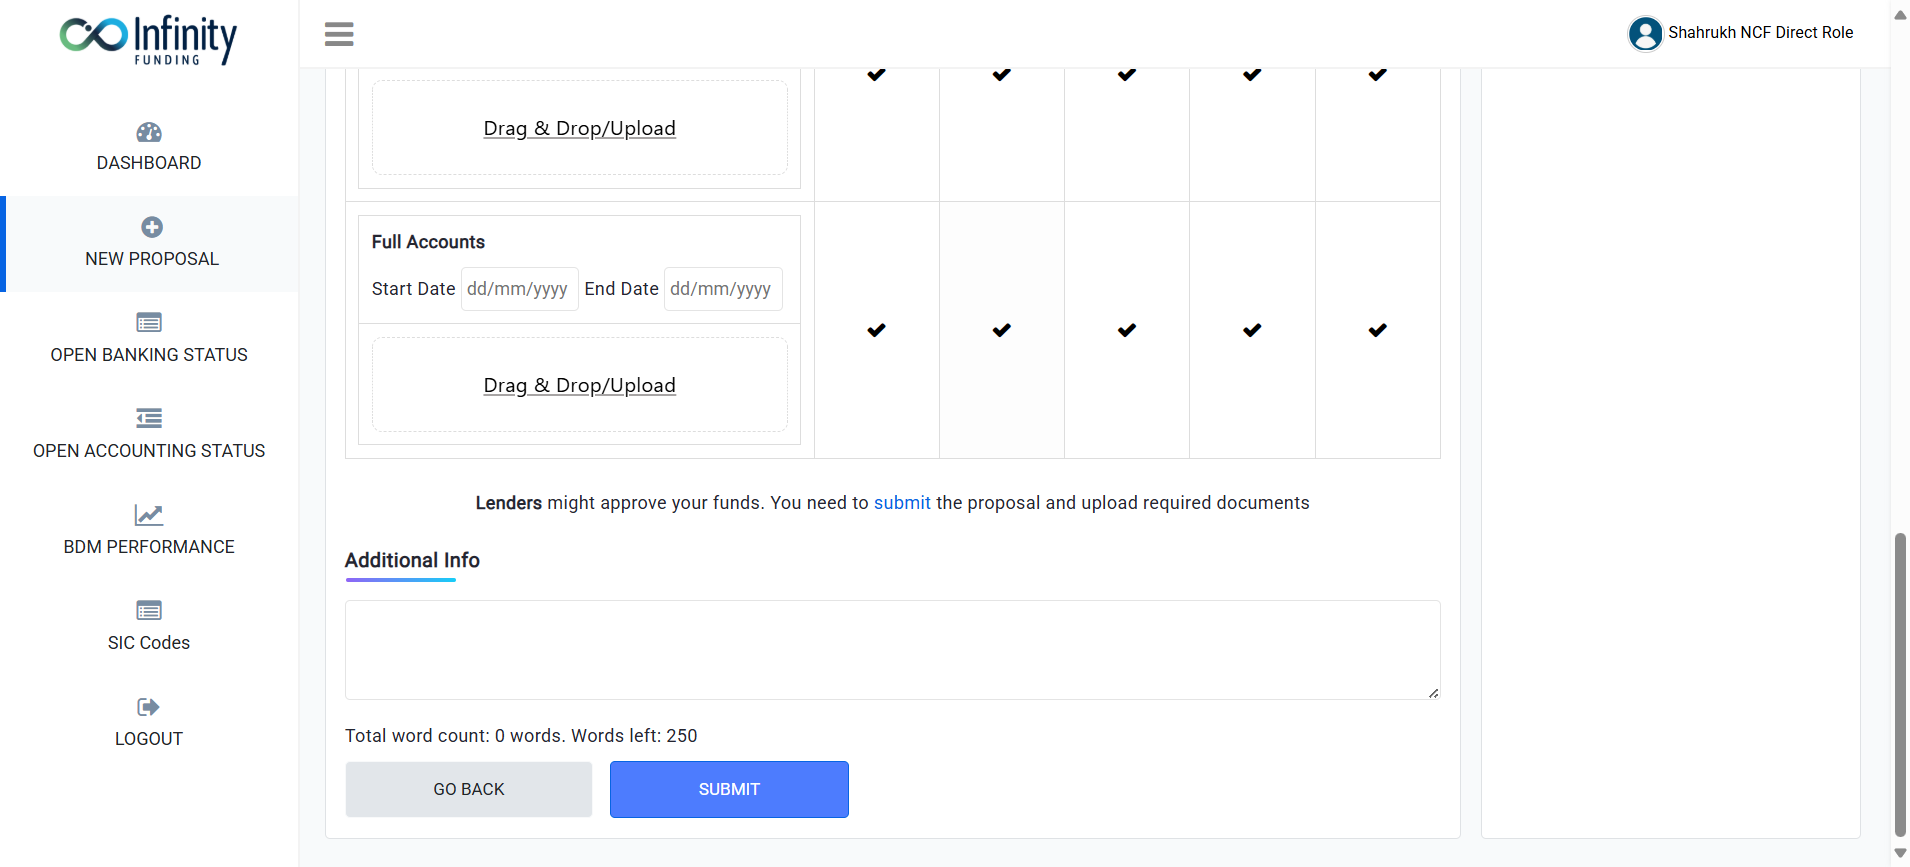 Infinity
FUNDING
Shahrukh NCF Direct Role
DASHBOARD
NEW PROPOSAL
OPEN BANKING STATUS
OPEN ACCOUNTING STATUS
BDM PERFORMANCE
SIC Codes
LOGOUT
Drag & Drop/Upload
Full Accounts
Start Date dd/mm/yyyy End Date dd/mm/yyyy
Drag & Drop/Upload
Lenders might approve your funds. You need to submit the proposal and upload required documents
Additional Info
Total word count: 0 words. Words left: 250
GO BACK SUBMIT